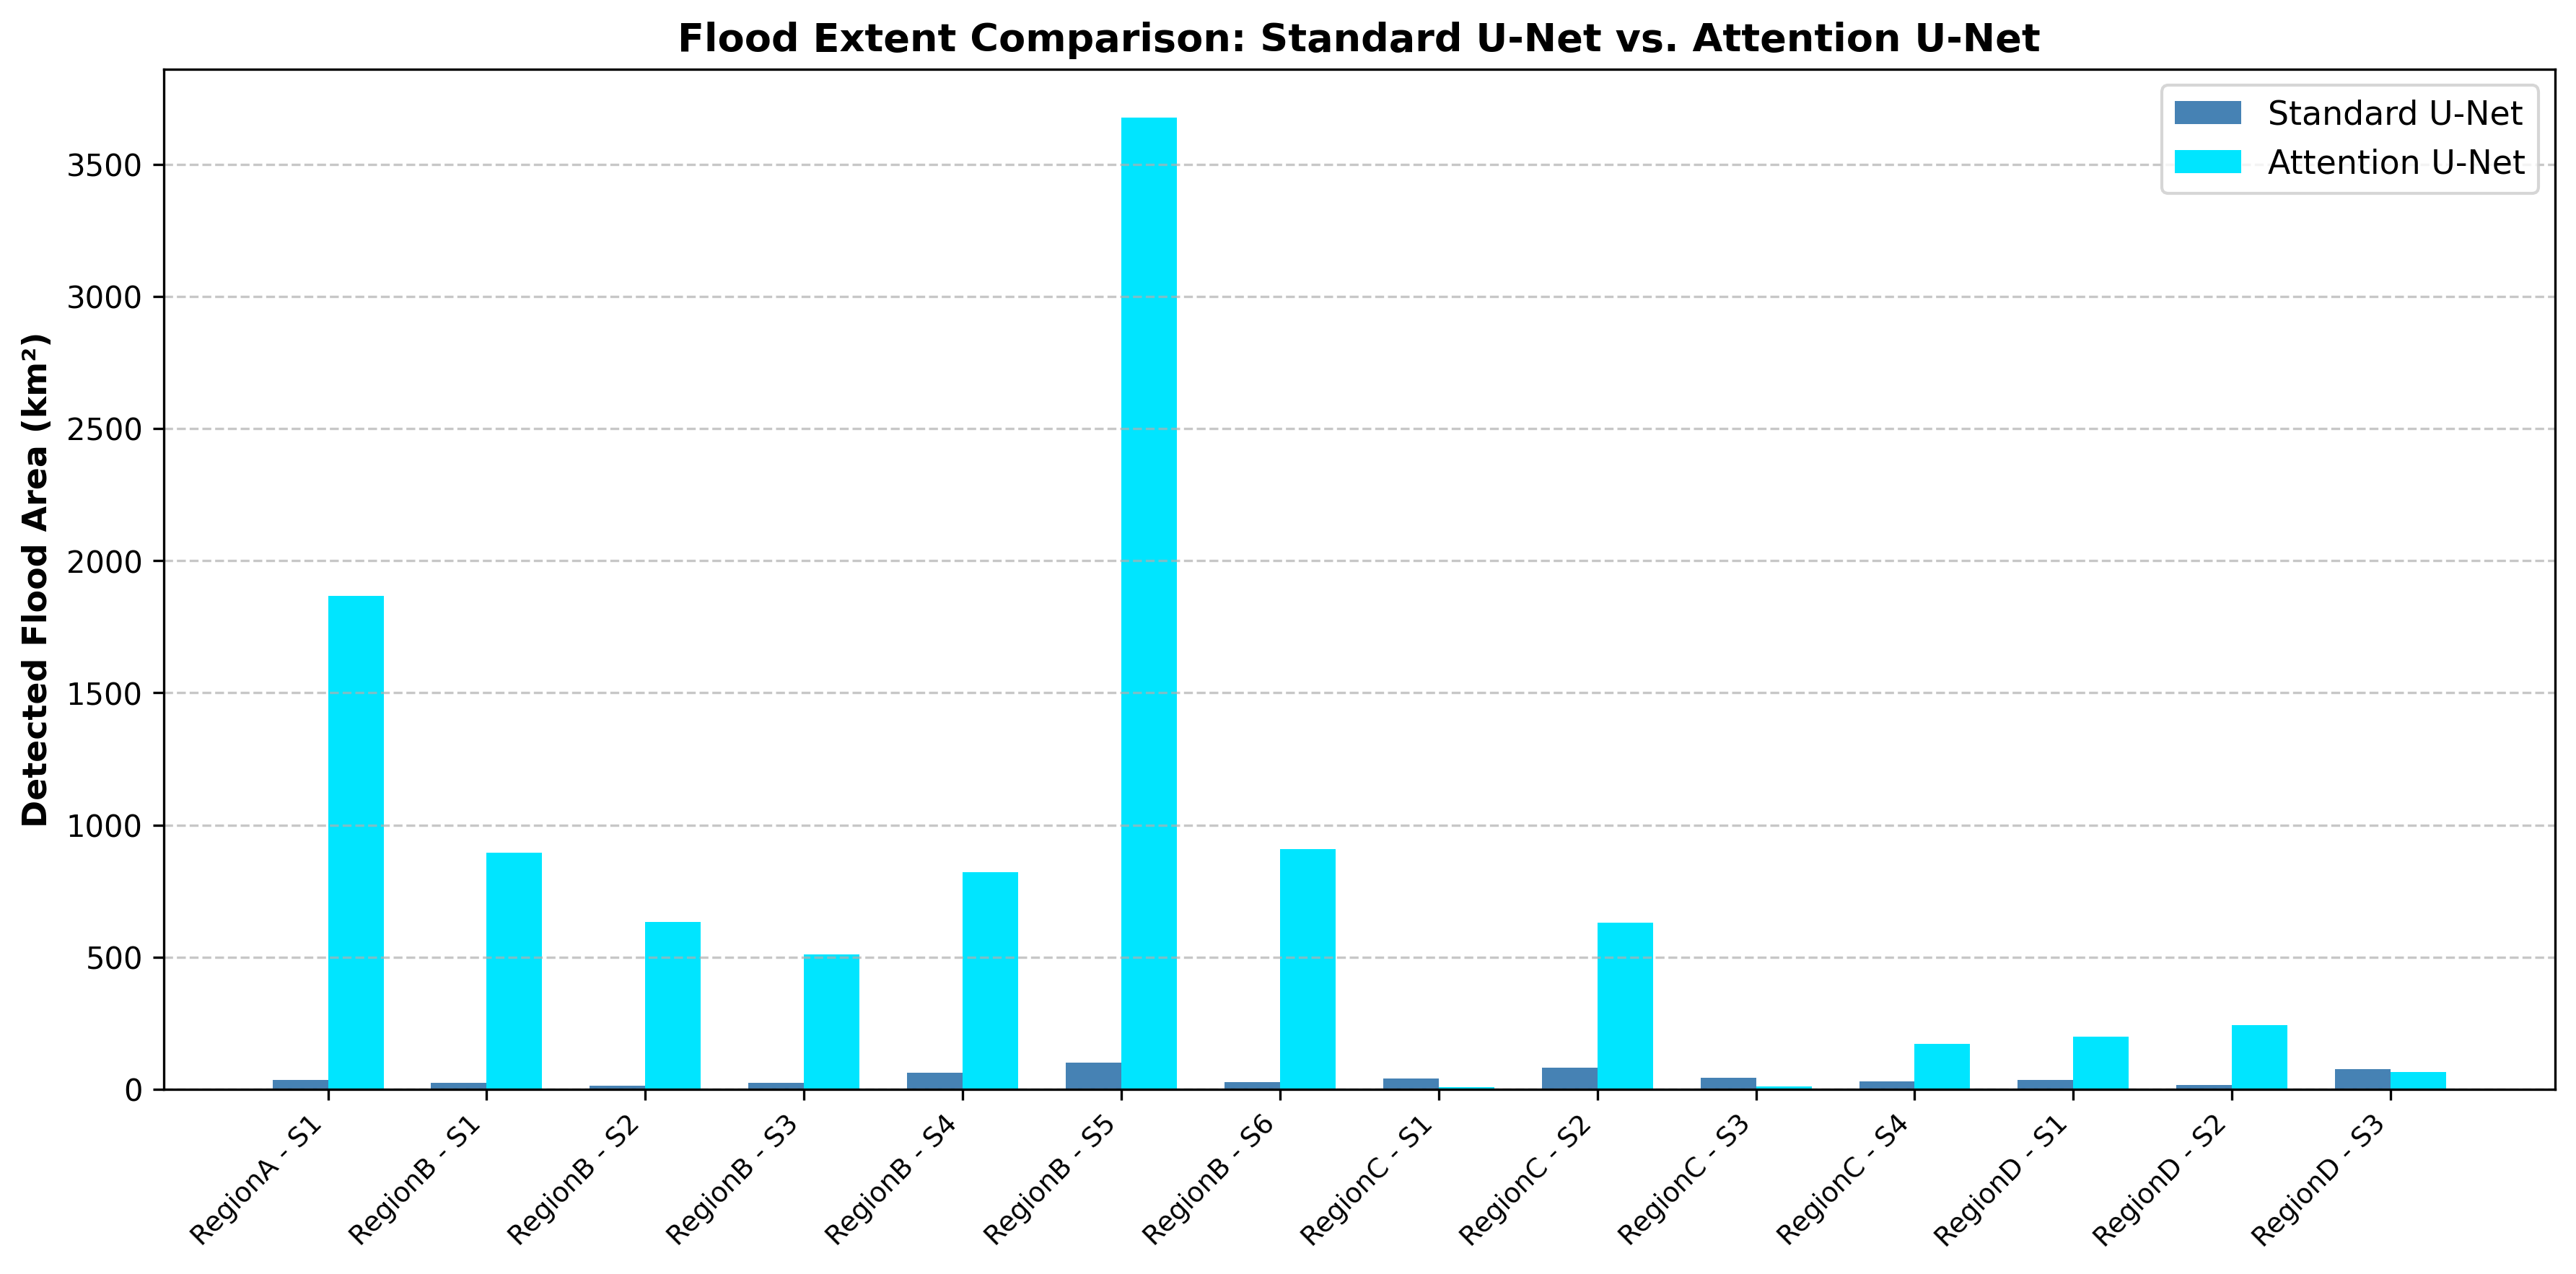 Flood Extent Comparison: Standard U-Net vs. Attention U-Net
Standard U-Net
Attention U-Net
Detected Flood Area (km²)
3500
3000
2500
2000
1500
1000
500
0
RegionA - S1
RegionB - S1
RegionB - S2
RegionB - S3
RegionB - S4
RegionB - S5
RegionB - S6
RegionC - S1
RegionC - S2
RegionC - S3
RegionC - S4
RegionD - S1
RegionD - S2
RegionD - S3